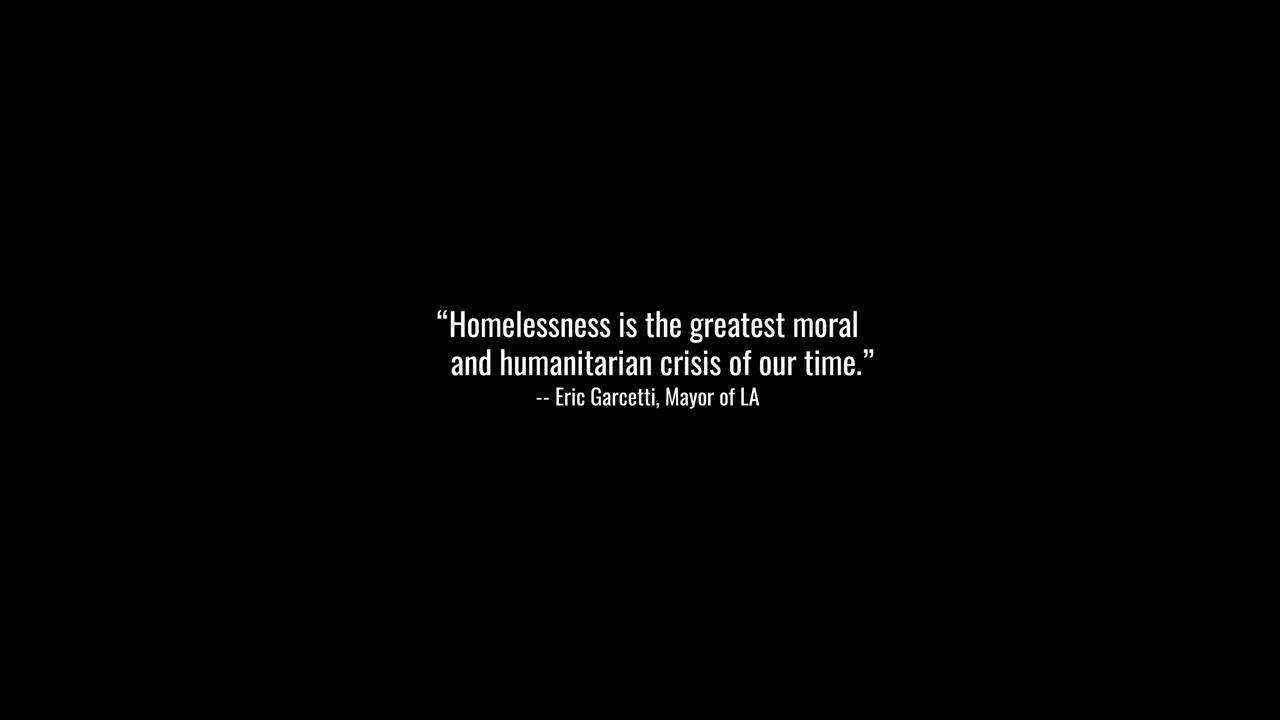 “Homelessness is the greatest moral
and humanitarian crisis of our time.”
-- Eric Garcetti, Mayor of LA